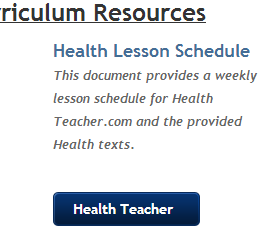 riculum Resources
Health Lesson Schedule
This document provides a weekly
lesson schedule for Health
Teacher.com and the provided
Health texts.
Health Teacher